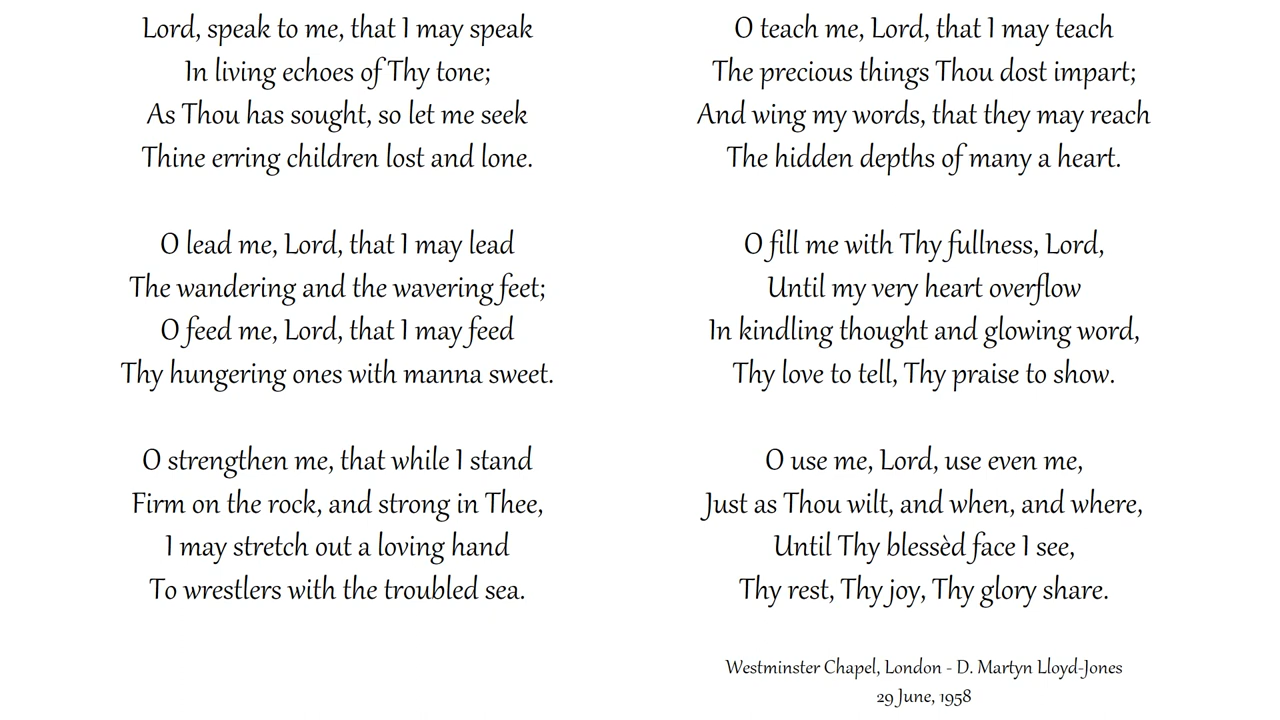 Lord, speak to me, that I may speak
In living echoes of Thy tone;
As Thou has sought, so let me seek
Thine erring children lost and lone.
O lead me, Lord, that I may lead
The wandering and the wavering feet;
O feed me, Lord, that I may feed
Thy hungering ones with manna sweet.
O strengthen me, that while I stand
Firm on the rock, and strong in Thee,
I may stretch out a loving hand
To wrestlers with the troubled sea.
O teach me, Lord, that I may teach
The precious things Thou dost impart;
And wing my words, that they may reach
The hidden depths of many a heart.
O fill me with Thy fullness, Lord,
Until my very heart overflow
In kindling thought and glowing word,
Thy love to tell, Thy praise to show.
O use me, Lord, use even me,
Just as Thou wilt, and when, and where,
Until Thy blessèd face I see,
Thy rest, Thy joy, Thy glory share.
Westminster Chapel, London - D. Martyn Lloyd-Jones
29 June, 1958